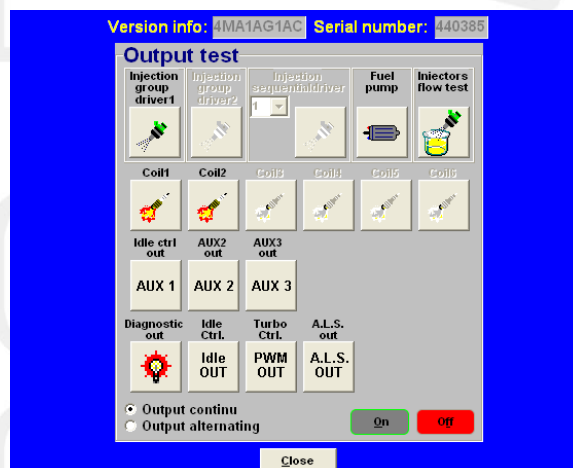 Version info: 4MA1AG1AC Serial number: 440385
Output test
Injection group driver1
Injection group driver2
Injection sequentialdriver
1
Fuel pump
Injectors flow test
Coil1 Coil2 Coil3 Coil4 Coil5 Coil6
Idle ctrl out
AUX2 out
AUX3 out
AUX 1 AUX 2 AUX 3
Diagnostic out
Idle Ctrl.
Turbo Ctrl.
A.L.S. out
Idle OUT
PWM OUT
A.L.S. OUT
Output continu
Output alternating
On Off
Close